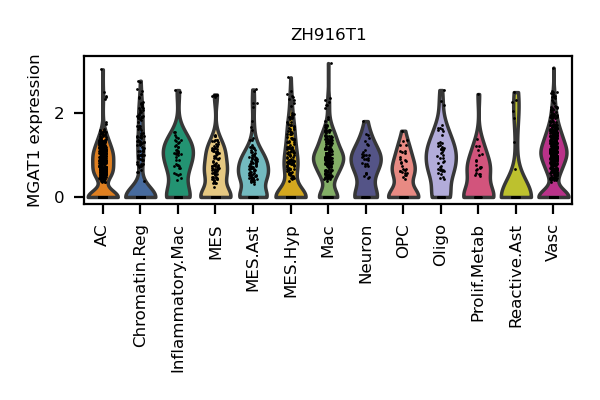 ZH916T1
MGAT1 expression
2
0
AC
Chromatin.Reg
Inflammatory.Mac
MES
MES.Ast
MES.Hyp
Mac
Neuron
OPC
Oligo
Prolif.Metab
Reactive.Ast
Vasc